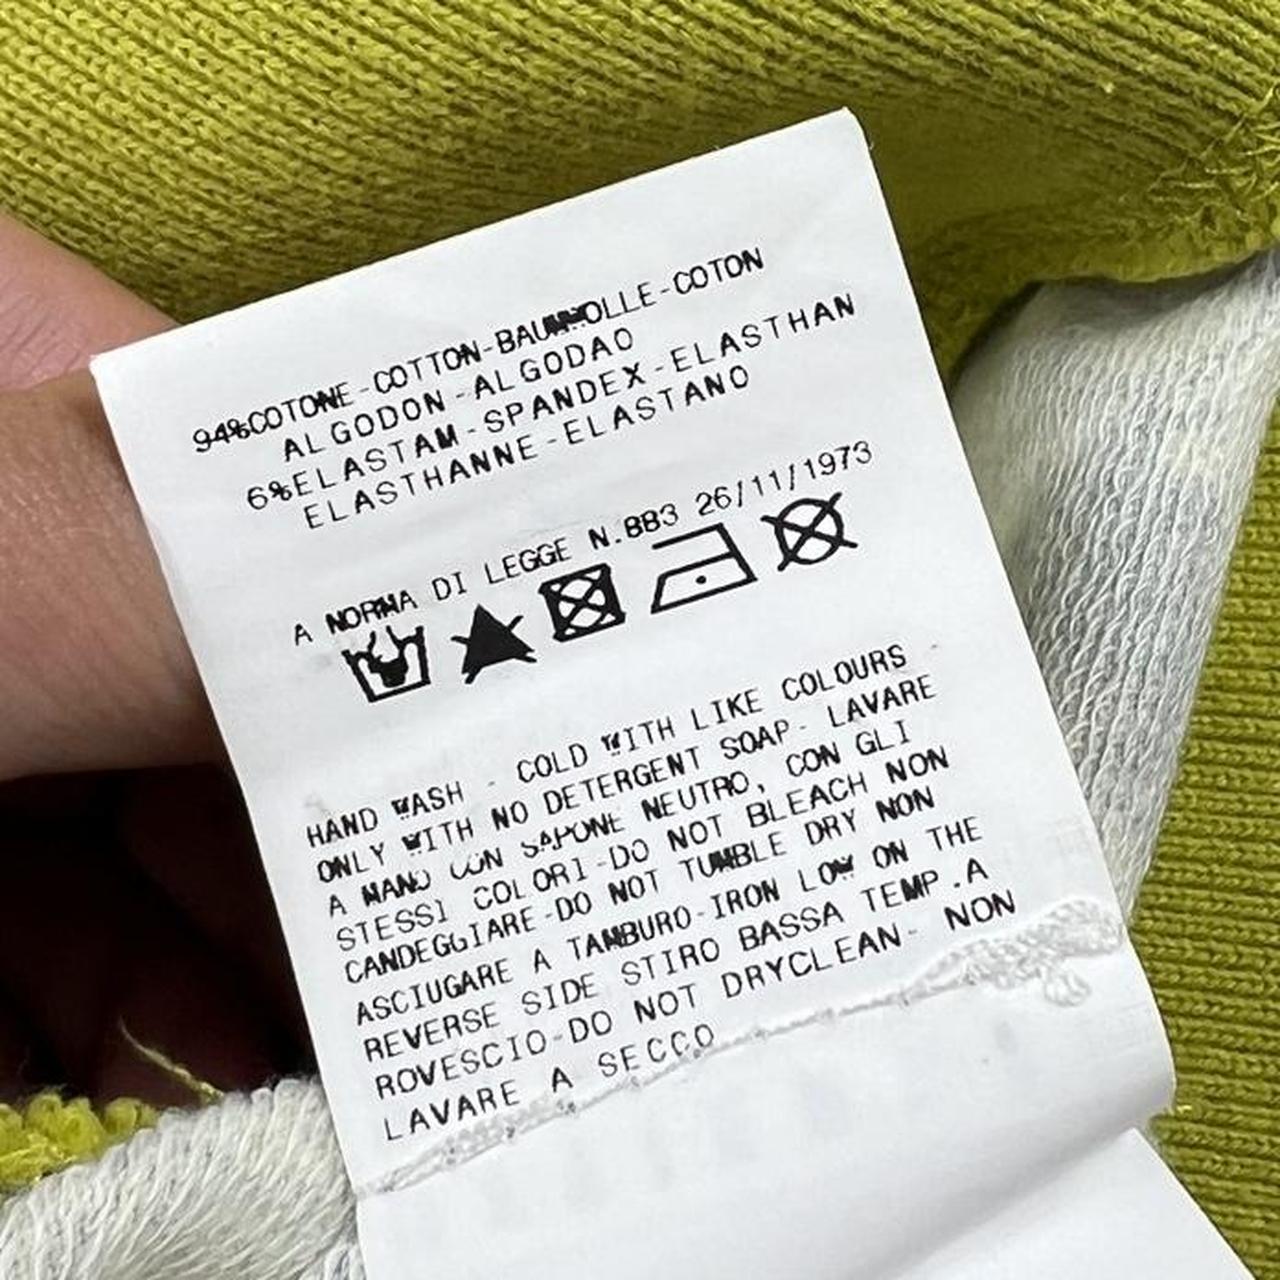 94%COTONE-COTTON-BAUMWOLLE-COTON
ALGODON-ALGODAO
6%ELASTAM-SPANDEX-ELASTHAN
ELASTHANNE-ELASTANO
A NORMA DI LEGGE N.883 26/11/1973
HAND WASH - COLD WITH LIKE COLOURS
ONLY WITH NO DETERGENT SOAP- LAVARE
A MANO CON SAPONE NEUTRO, CON GLI
STESSI COLORI-DO NOT BLEACH NON
CANDEGGIARE-DO NOT TUMBLE DRY NON
ASCIUGARE A TAMBURO-IRON LOW ON THE
REVERSE SIDE STIRO BASSA TEMP.A
ROVESCIO-DO NOT DRYCLEAN- NON
LAVARE A SECCO